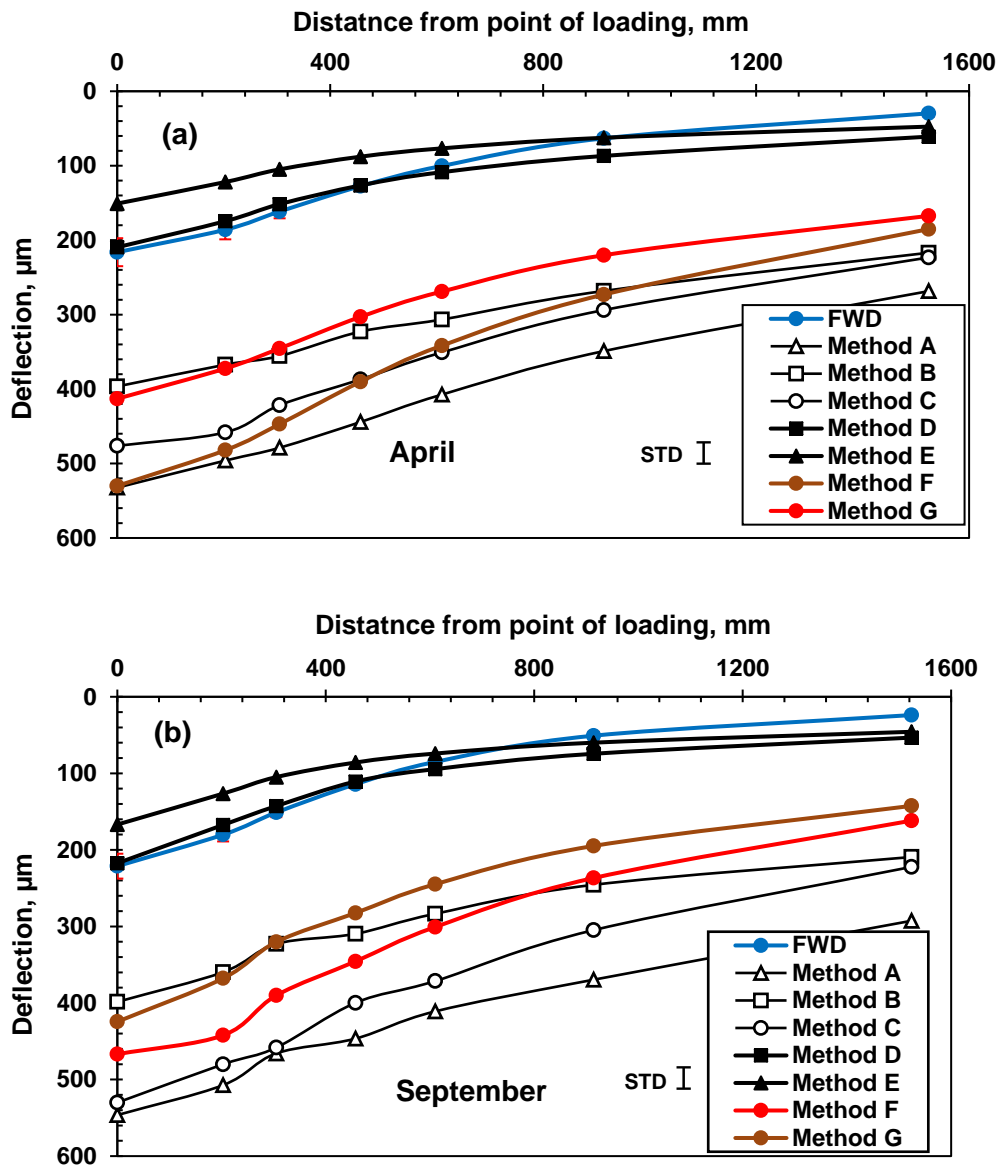 Distatnce from point of loading, mm
0 400 800 1200 1600
0
100
200
300
400
500
600
Deflection, µm
(a)
April
STD
FWD
Method A
Method B
Method C
Method D
Method E
Method F
Method G
Distatnce from point of loading, mm
0 400 800 1200 1600
0
100
200
300
400
500
600
Deflection, µm
(b)
September
STD
FWD
Method A
Method B
Method C
Method D
Method E
Method F
Method G